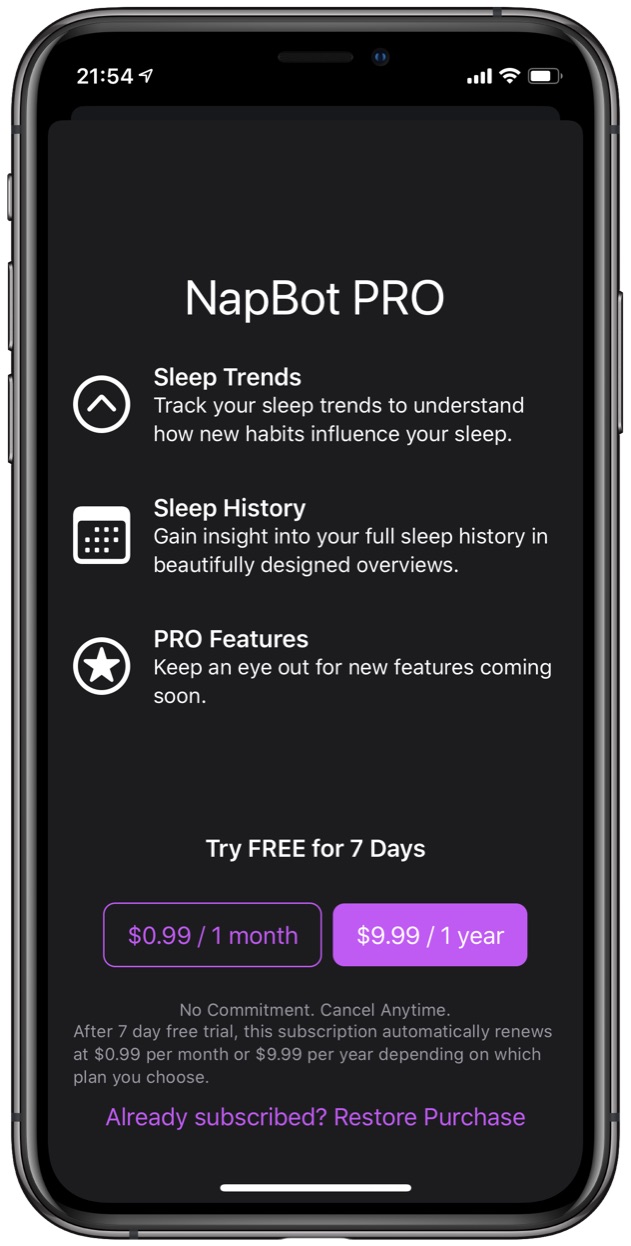 21:54
NapBot PRO
Sleep Trends
Track your sleep trends to understand
how new habits influence your sleep.
Sleep History
Gain insight into your full sleep history in
beautifully designed overviews.
PRO Features
Keep an eye out for new features coming
soon.
Try FREE for 7 Days
$0.99 / 1 month
$9.99 / 1 year
No Commitment. Cancel Anytime.
After 7 day free trial, this subscription automatically renews
at $0.99 per month or $9.99 per year depending on which
plan you choose.
Already subscribed? Restore Purchase